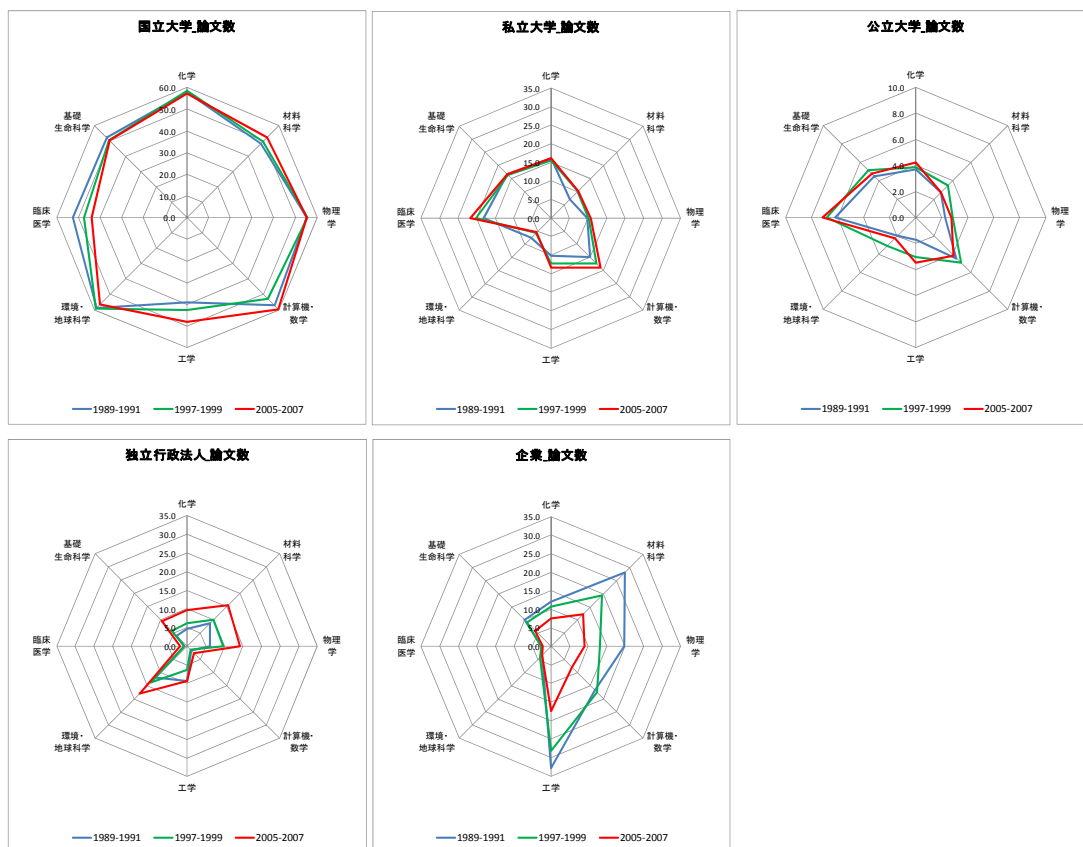 国立大学_論文数
化学
材料
科学
物理
学
計算機・
数学
工学
環境・
地球科学
臨床
医学
基礎
生命科学
60.0
50.0
40.0
30.0
20.0
10.0
0.0
1989-1991 1997-1999 2005-2007
私立大学_論文数
化学
材料
科学
物理
学
計算機・
数学
工学
環境・
地球科学
臨床
医学
基礎
生命科学
35.0
30.0
25.0
20.0
15.0
10.0
5.0
0.0
1989-1991 1997-1999 2005-2007
公立大学_論文数
化学
材料
科学
物理
学
計算機・
数学
工学
環境・
地球科学
臨床
医学
基礎
生命科学
10.0
8.0
6.0
4.0
2.0
0.0
1989-1991 1997-1999 2005-2007
独立行政法人_論文数
化学
材料
科学
物理
学
計算機・
数学
工学
環境・
地球科学
臨床
医学
基礎
生命科学
35.0
30.0
25.0
20.0
15.0
10.0
5.0
0.0
1989-1991 1997-1999 2005-2007
企業_論文数
化学
材料
科学
物理
学
計算機・
数学
工学
環境・
地球科学
臨床
医学
基礎
生命科学
35.0
30.0
25.0
20.0
15.0
10.0
5.0
0.0
1989-1991 1997-1999 2005-2007